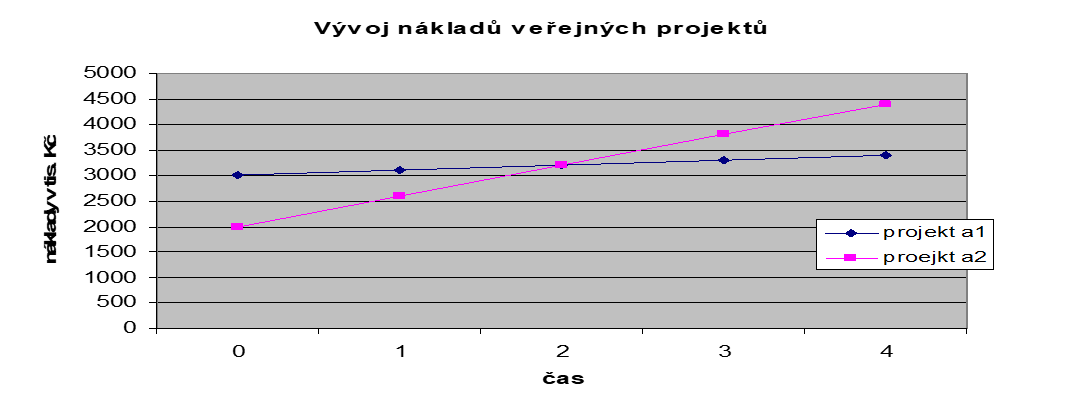 Vývoj nákladů veřejných projektů
5000
4500
4000
3500
3000
2500
2000
1500
1000
500
0
náklady v tis. Kč
0 1 2 3 4
čas
projekt a1
proejkt a2